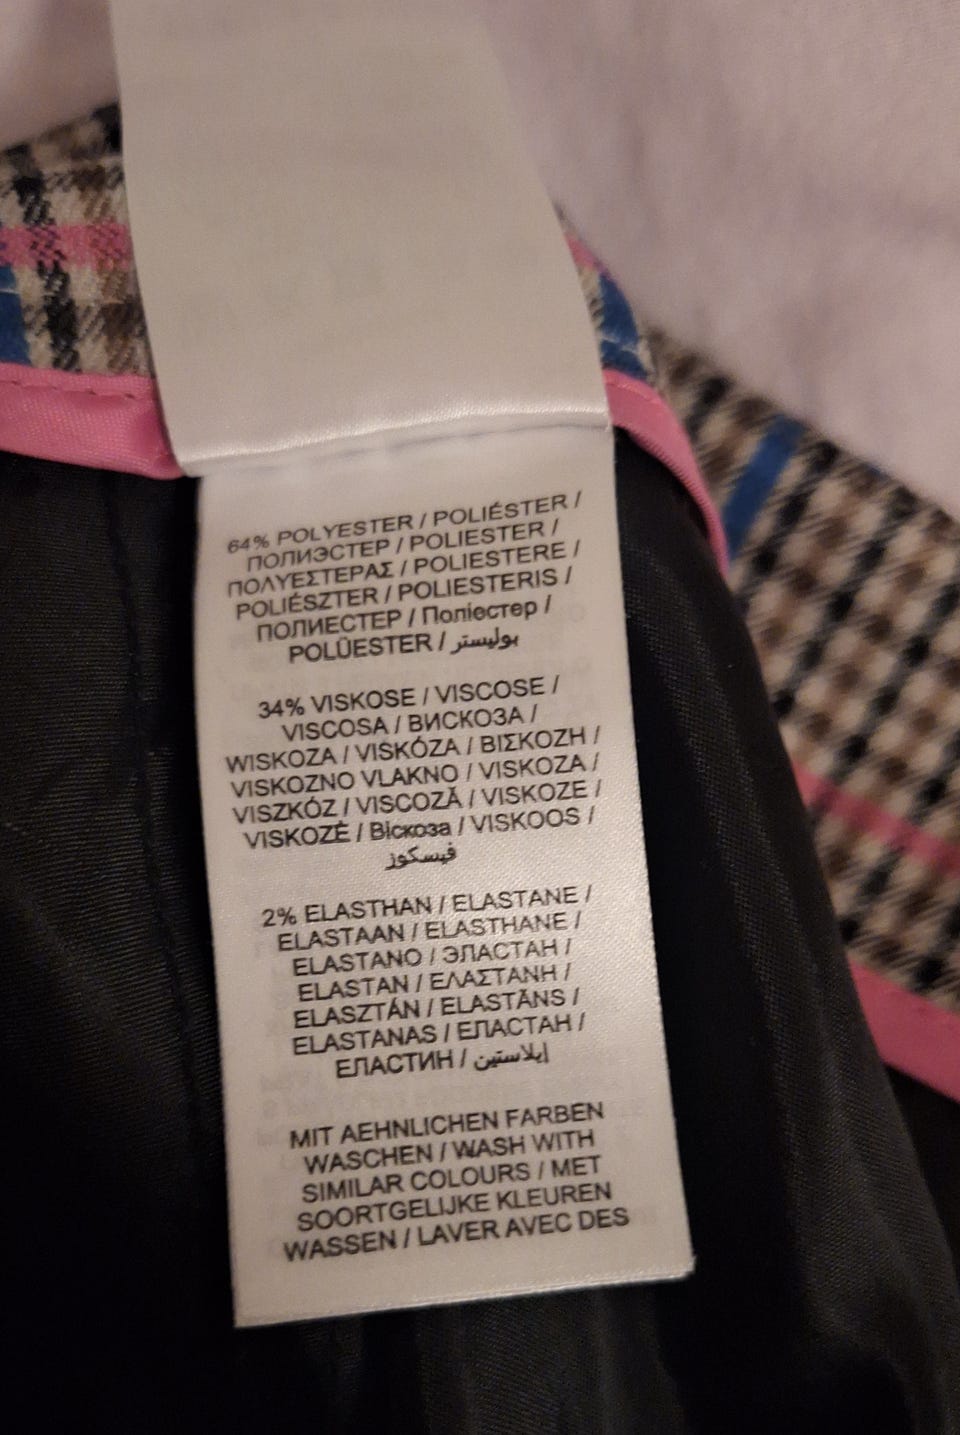 64% POLYESTER / POLIÉSTER /
ПОЛИЭСТЕР / POLIESTER /
ΠΟΛΥΕΣΤΕΡΑΣ / POLIESTERE /
POLIÉSZTER / POLIESTERIS /
ПОЛИЕСТЕР / Поліестер /
POLÜESTER / بوليستر
34% VISKOSE / VISCOSE /
VISCOSA / ВИСКОЗА /
WISKOZA / VISKÓZA / ΒΙΣΚΟΖΗ /
VISKOZNO VLAKNO / VISKOZA /
VISZKÓZ / VISCOZĂ / VISKOZE /
VISKOZĖ / Віскоза / VISKOOS /
فيسكوز
2% ELASTHAN / ELASTANE /
ELASTAAN / ELASTHANE /
ELASTANO / ЭЛАСТАН /
ELASTAN / ΕΛΑΣΤΑΝΗ /
ELASZTÁN / ELASTĀNS /
ELASTANAS / ЕЛАСТАН /
ЕЛАСТИН / إيلاستين
MIT AEHNLICHEN FARBEN
WASCHEN / WASH WITH
SIMILAR COLOURS / MET
SOORTGELIJKE KLEUREN
WASSEN / LAVER AVEC DES